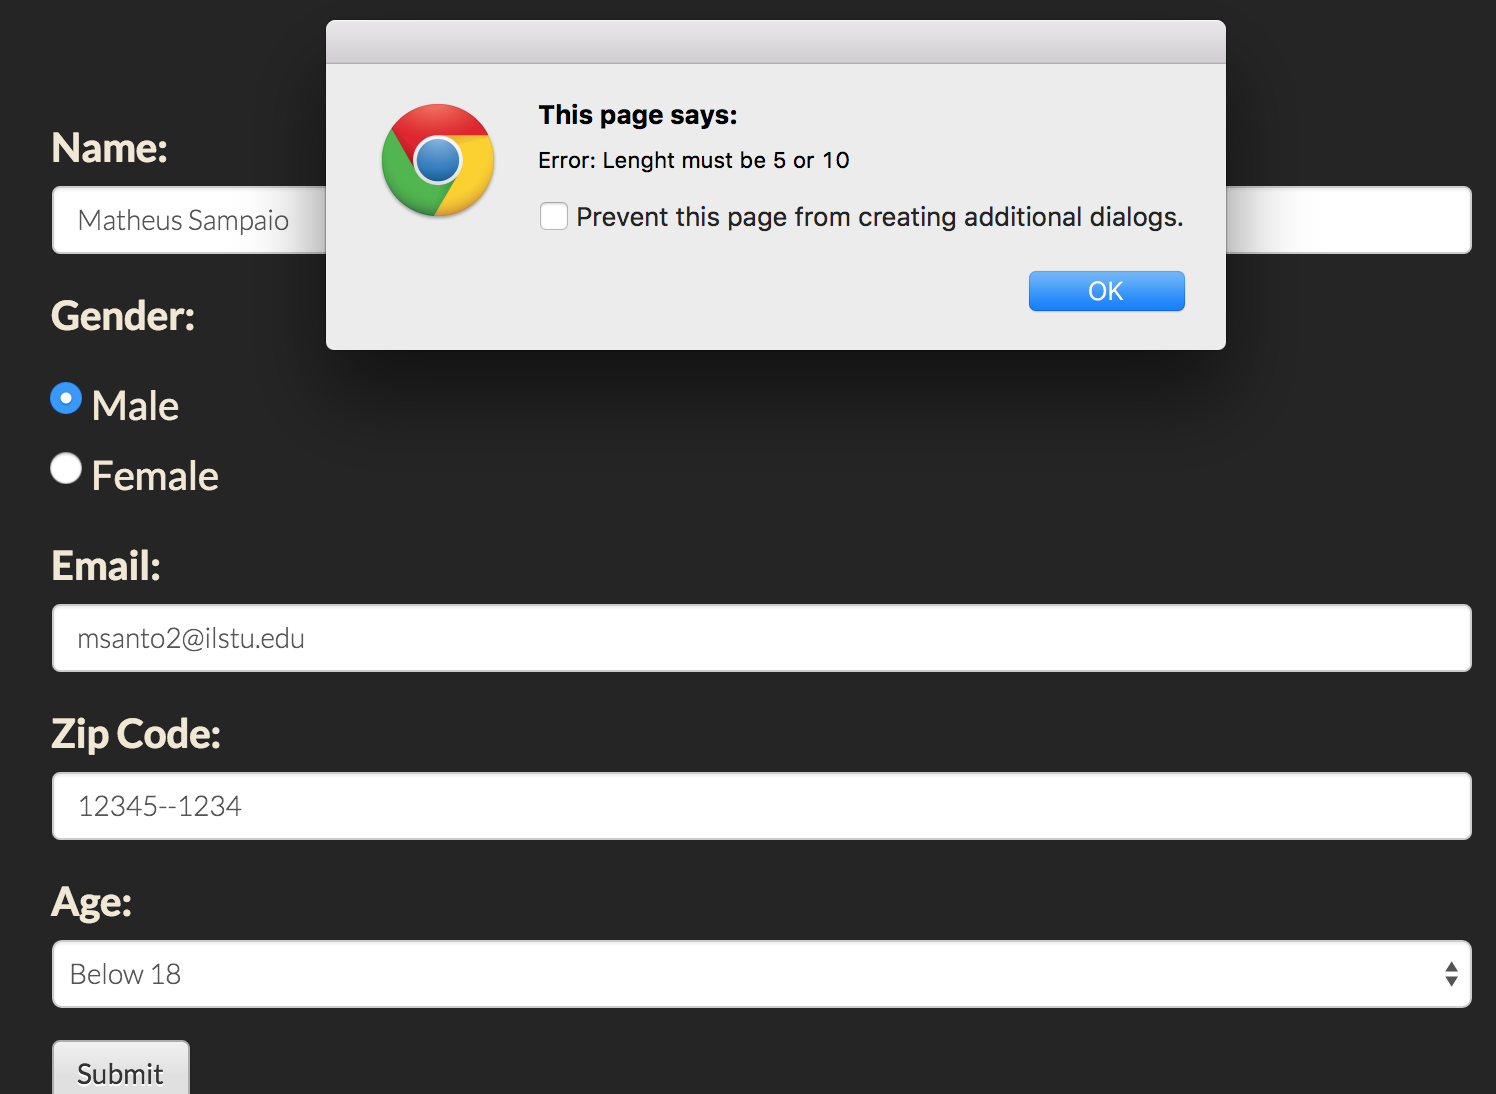 This page says:
Error: Lenght must be 5 or 10
Prevent this page from creating additional dialogs.
OK
Name:
Matheus Sampaio
Gender:
Male
Female
Email:
msanto2@ilstu.edu
Zip Code:
12345--1234
Age:
Below 18
Submit